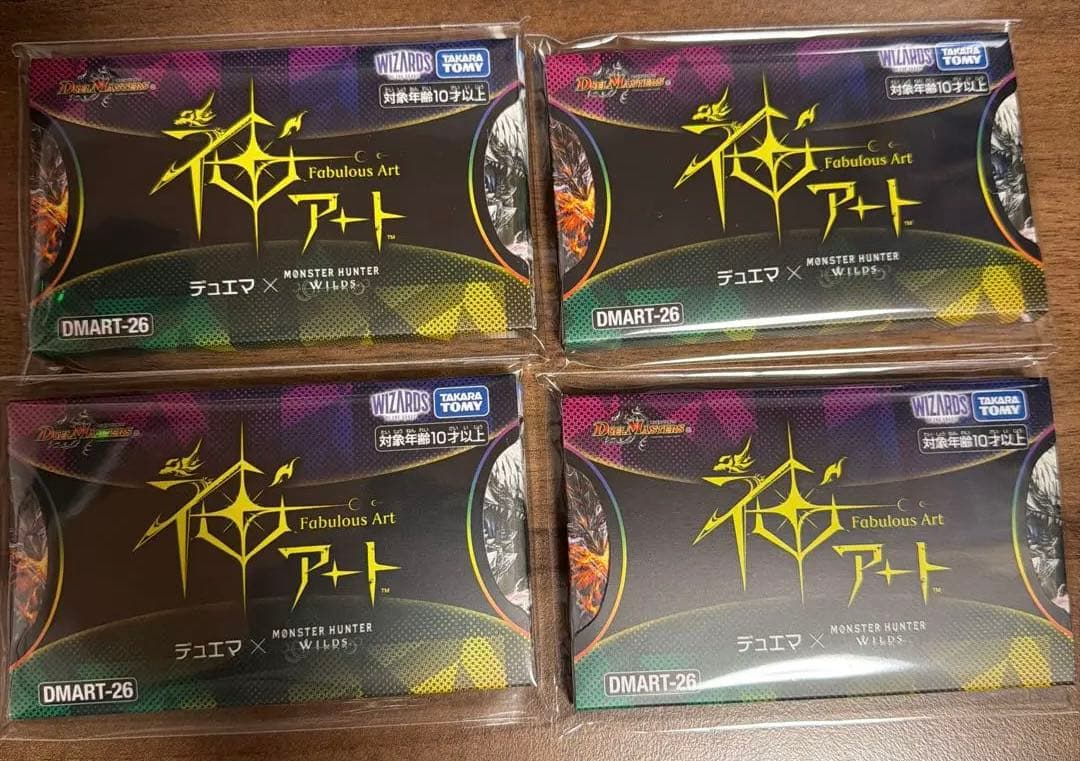 DUEL MASTERS
WIZARDS
TAKARA
TOMY
対象年齢10才以上
神
Fabulous Art
アート
TM
デュエマ × MONSTER HUNTER
WILDS
DMART-26
DUEL MASTERS
WIZARDS
TAKARA
TOMY
対象年齢10才以上
神
Fabulous Art
アート
TM
デュエマ × MONSTER HUNTER
WILDS
DMART-26
DUEL MASTERS
WIZARDS
TAKARA
TOMY
対象年齢10才以上
神
Fabulous Art
アート
TM
デュエマ × MONSTER HUNTER
WILDS
DMART-26
DUEL MASTERS
WIZARDS
TAKARA
TOMY
対象年齢10才以上
神
Fabulous Art
アート
TM
デュエマ × MONSTER HUNTER
WILDS
DMART-26